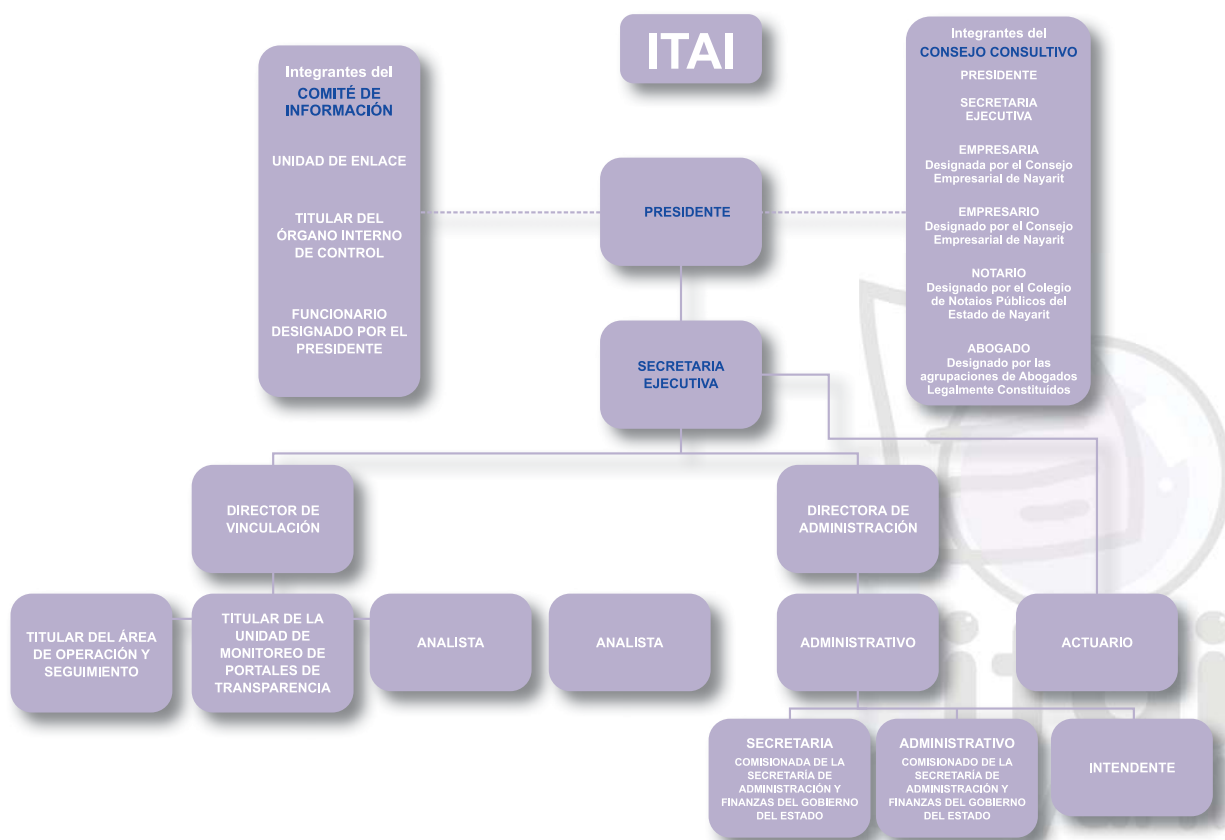 ITAI
Integrantes del
COMITÉ DE
INFORMACIÓN
UNIDAD DE ENLACE
TITULAR DEL
ÓRGANO INTERNO
DE CONTROL
FUNCIONARIO
DESIGNADO POR EL
PRESIDENTE
Integrantes del
CONSEJO CONSULTIVO
PRESIDENTE
SECRETARIA
EJECUTIVA
EMPRESARIA
Designada por el Consejo
Empresarial de Nayarit
EMPRESARIO
Designado por el Consejo
Empresarial de Nayarit
NOTARIO
Designado por el Colegio
de Notaios Públicos del
Estado de Nayarit
ABOGADO
Designado por las
agrupaciones de Abogados
Legalmente Constituidos
PRESIDENTE
SECRETARIA
EJECUTIVA
DIRECTOR DE
VINCULACIÓN
DIRECTORA DE
ADMINISTRACIÓN
TITULAR DEL ÁREA
DE OPERACIÓN Y
SEGUIMIENTO
TITULAR DE LA
UNIDAD DE
MONITOREO DE
PORTALES DE
TRANSPARENCIA
ANALISTA
ANALISTA
ADMINISTRATIVO
ACTUARIO
SECRETARIA
COMISIONADA DE LA
SECRETARÍA DE
ADMINISTRACIÓN Y
FINANZAS DEL GOBIERNO
DEL ESTADO
ADMINISTRATIVO
COMISIONADO DE LA
SECRETARÍA DE
ADMINISTRACIÓN Y
FINANZAS DEL GOBIERNO
DEL ESTADO
INTENDENTE